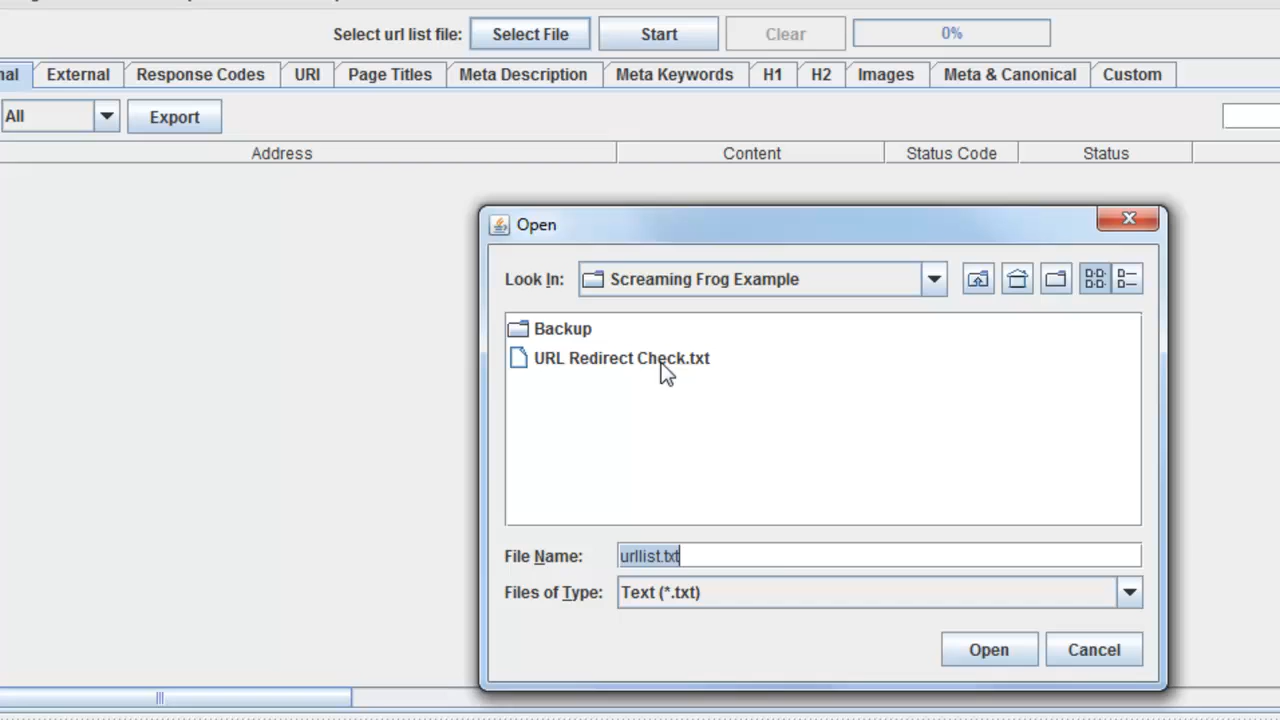 Select url list file: Select File Start Clear 0%
nal External Response Codes URI Page Titles Meta Description Meta Keywords H1 H2 Images Meta & Canonical Custom
All Export
Address Content Status Code Status
Open
Look In: Screaming Frog Example
Backup
URL Redirect Check.txt
File Name: urllist.txt
Files of Type: Text (*.txt)
Open Cancel